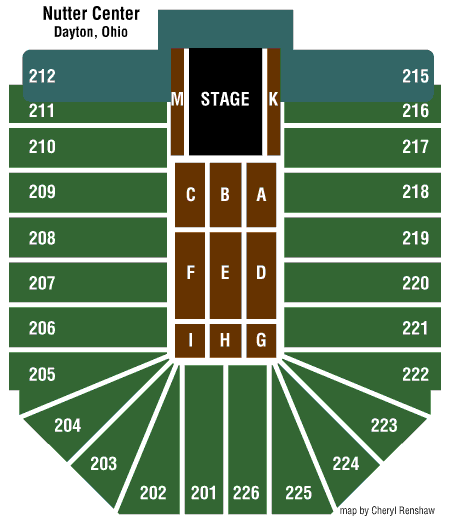 Nutter Center
Dayton, Ohio
212
215
M
STAGE
K
211
216
210
217
209
C
B
A
218
208
219
F
E
D
207
220
206
221
I
H
G
205
222
204
223
203
224
202
201
226
225
map by Cheryl Renshaw